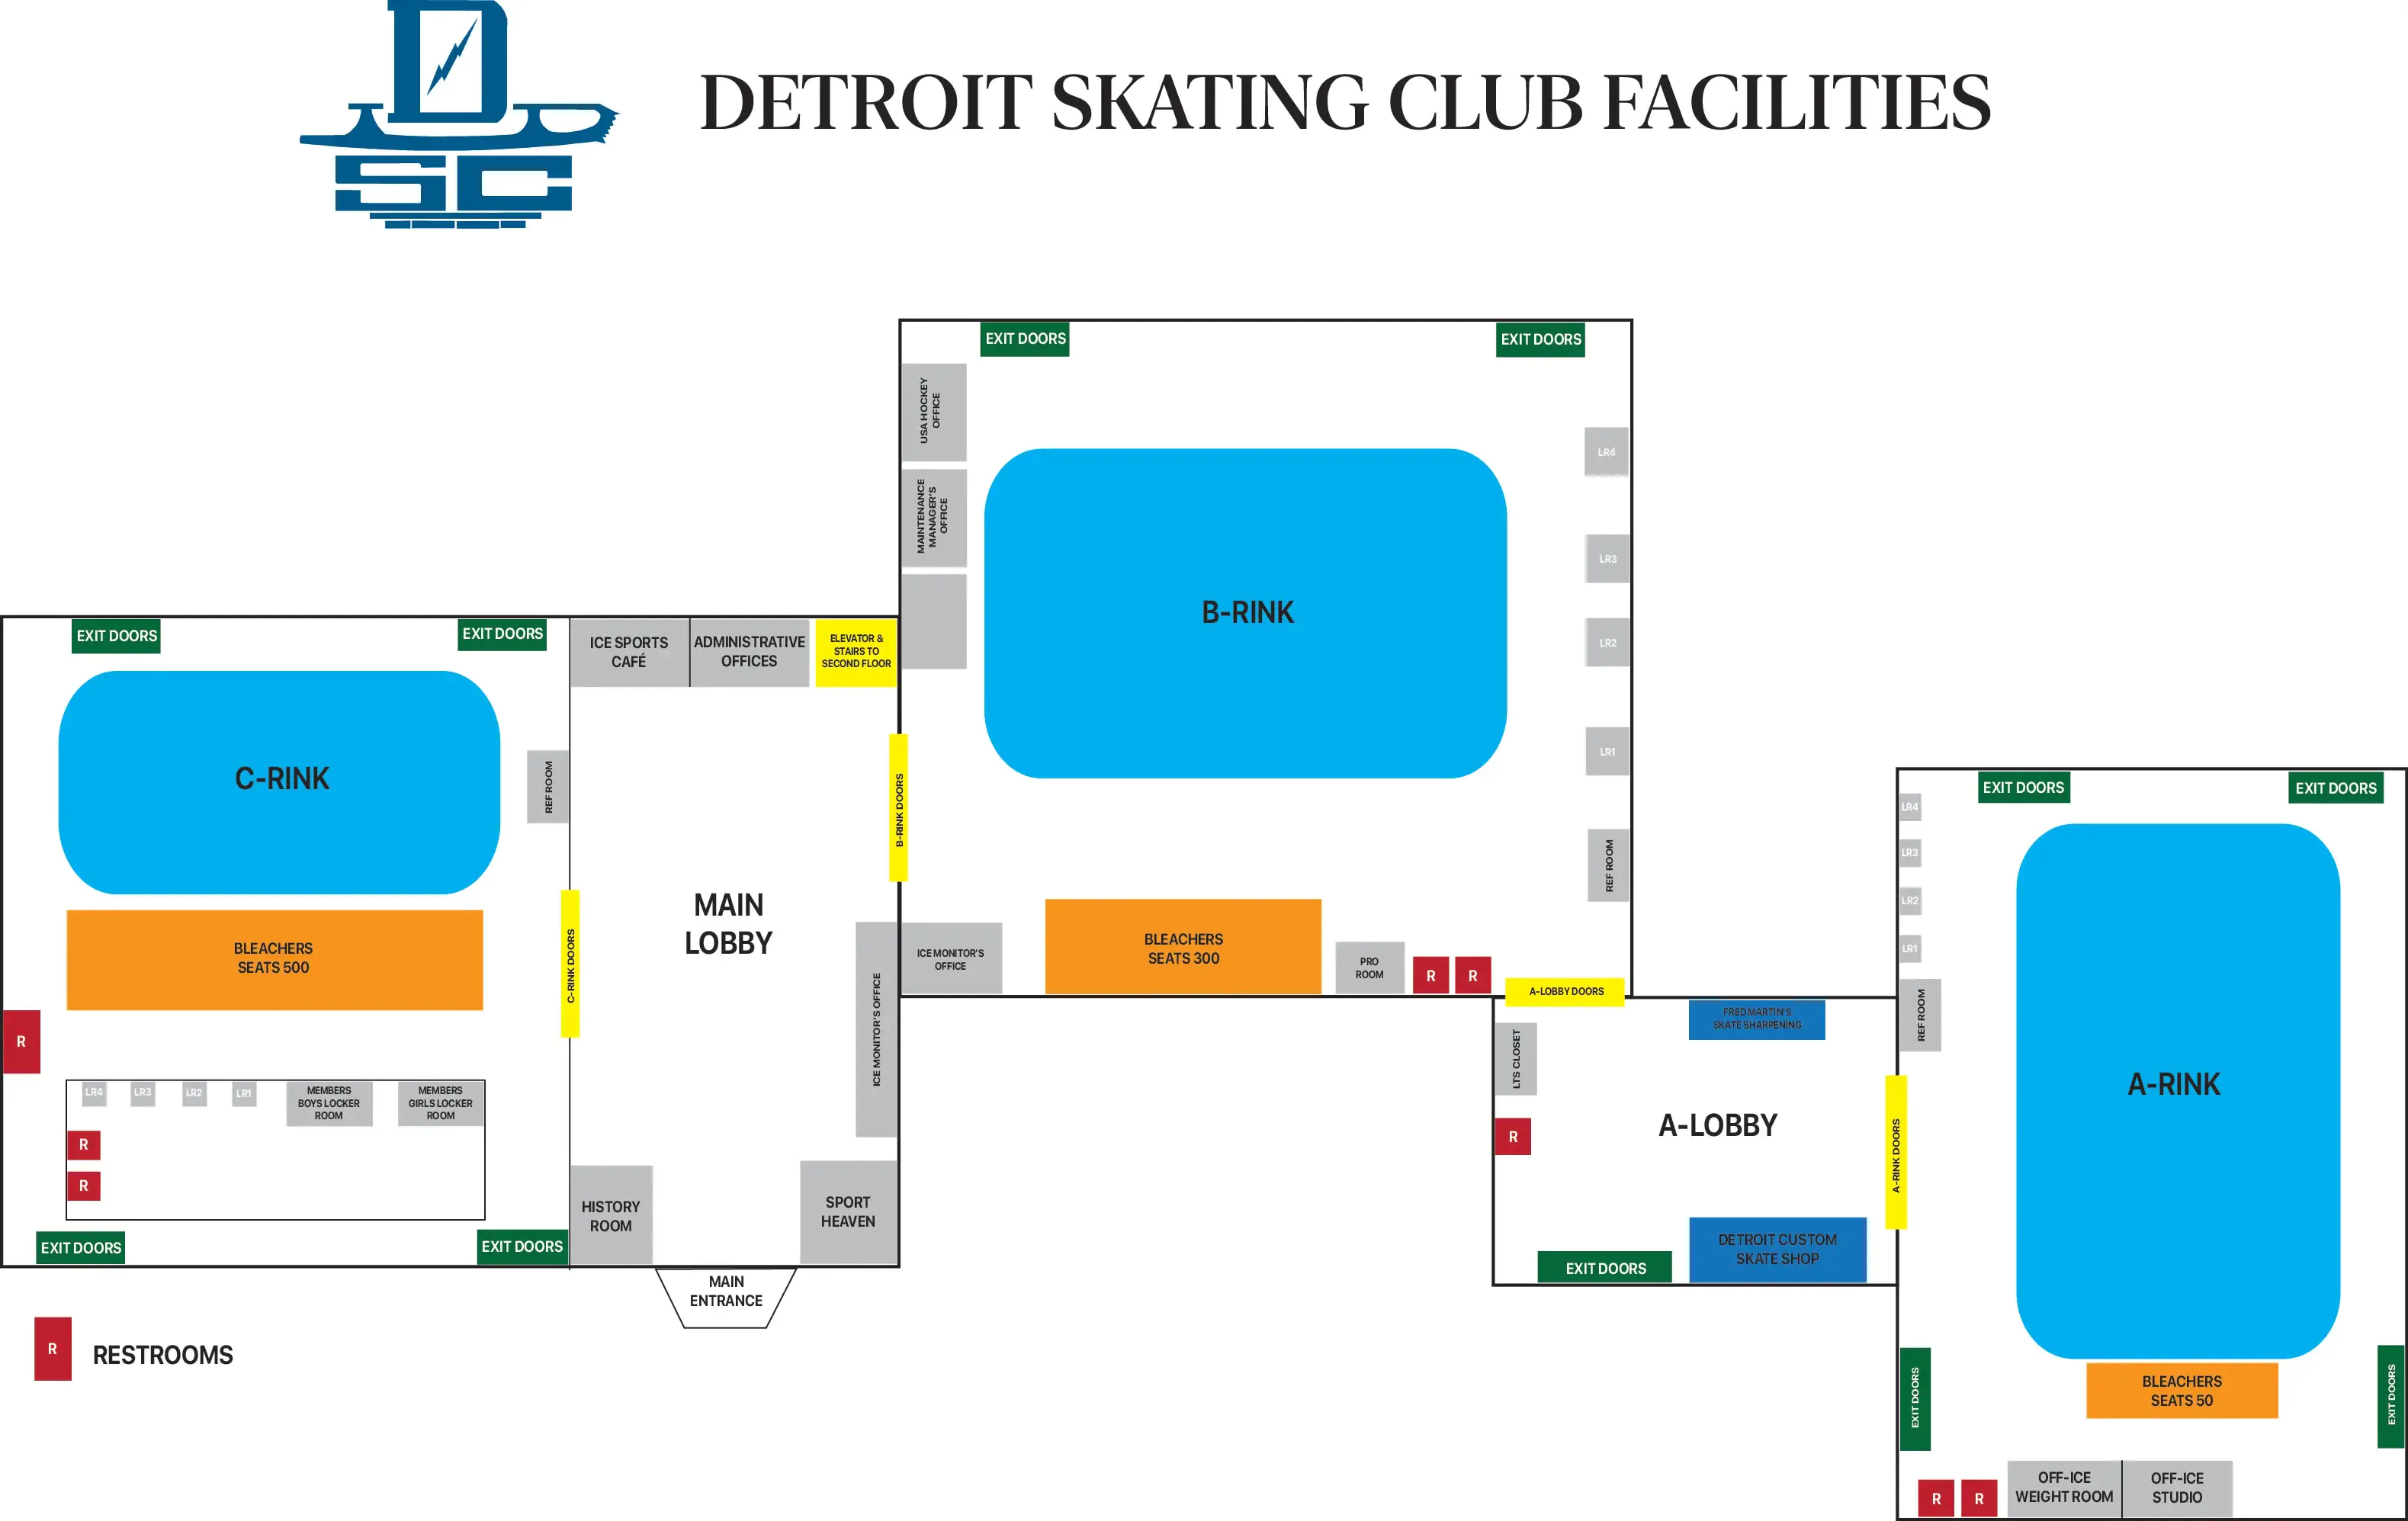 D
SC
DETROIT SKATING CLUB FACILITIES
EXIT DOORS
EXIT DOORS
USA HOCKEY
OFFICE
MAINTENANCE
MANAGER'S
OFFICE
B-RINK
LR4
LR3
LR2
LR1
REF ROOM
B-RINK DOORS
ICE MONITOR'S
OFFICE
BLEACHERS
SEATS 300
PRO
ROOM
R
R
A-LOBBY DOORS
EXIT DOORS
EXIT DOORS
C-RINK
REF ROOM
BLEACHERS
SEATS 500
C-RINK DOORS
R
LR4
LR3
LR2
LR1
MEMBERS
BOYS LOCKER
ROOM
MEMBERS
GIRLS LOCKER
ROOM
R
R
EXIT DOORS
EXIT DOORS
ICE SPORTS
CAFÉ
ADMINISTRATIVE
OFFICES
ELEVATOR &
STAIRS TO
SECOND FLOOR
MAIN
LOBBY
ICE MONITOR'S OFFICE
HISTORY
ROOM
SPORT
HEAVEN
MAIN
ENTRANCE
R
RESTROOMS
FRED MARTIN'S
SKATE SHARPENING
LTS CLOSET
R
A-LOBBY
DETROIT CUSTOM
SKATE SHOP
EXIT DOORS
A-RINK DOORS
EXIT DOORS
EXIT DOORS
LR4
LR3
LR2
LR1
REF ROOM
A-RINK
EXIT DOORS
EXIT DOORS
BLEACHERS
SEATS 50
R
R
OFF-ICE
WEIGHT ROOM
OFF-ICE
STUDIO